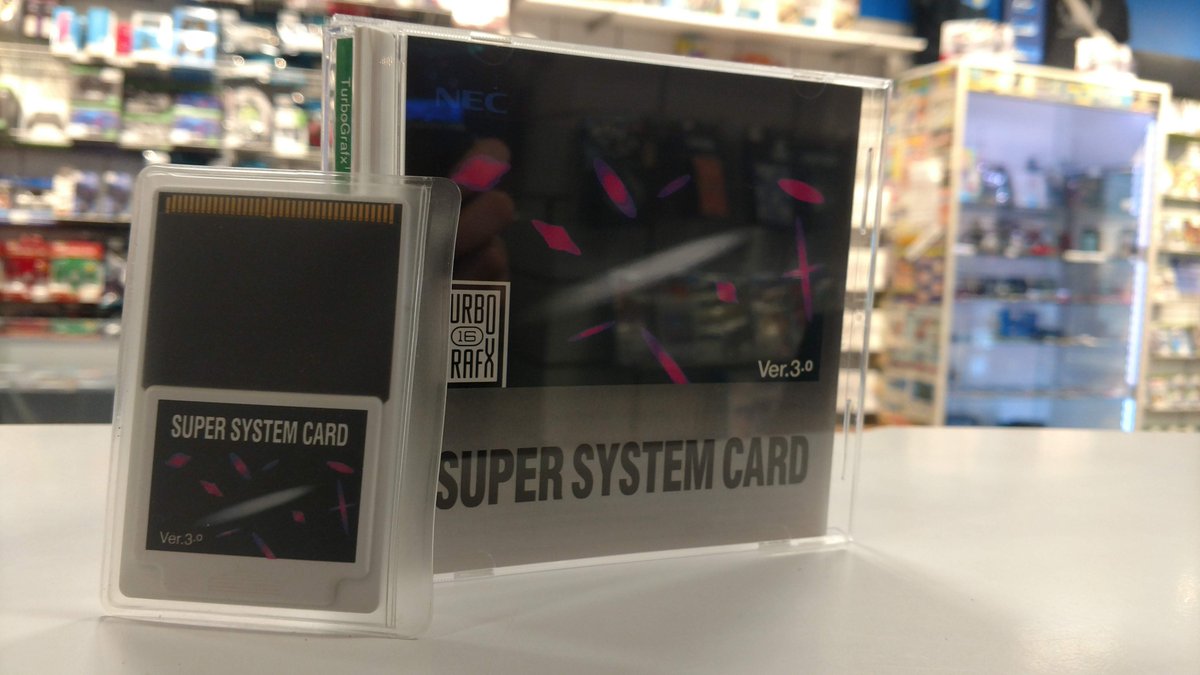 TurboGrafx
NEC
TURBO
16
GRAFX
Ver.3.0
SUPER SYSTEM CARD
SUPER SYSTEM CARD
Ver.3.0